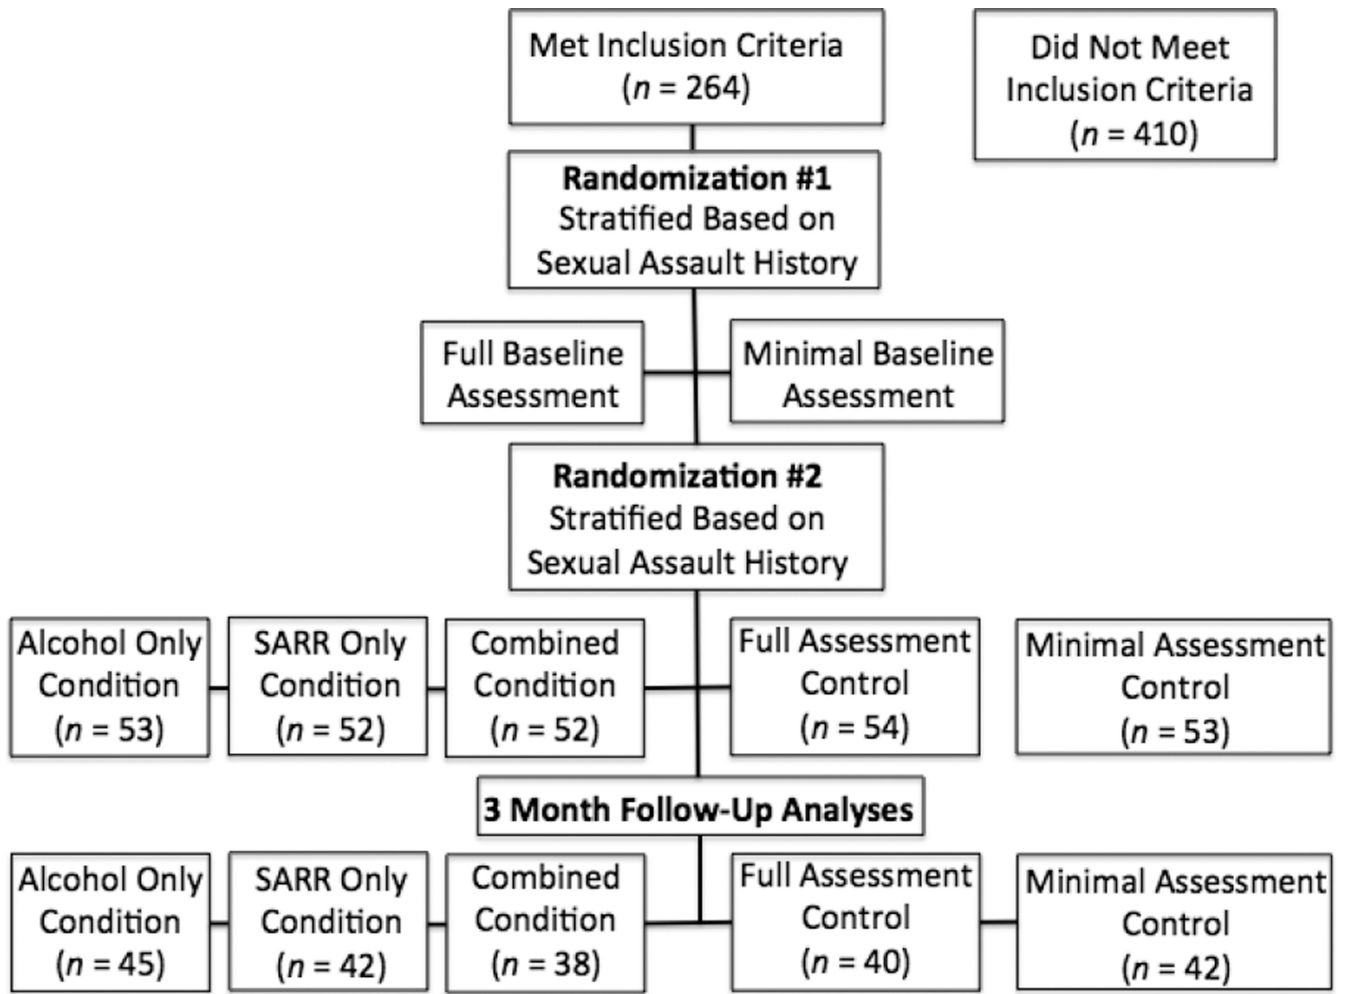 Met Inclusion Criteria
(n = 264)
Did Not Meet
Inclusion Criteria
(n = 410)
Randomization #1
Stratified Based on
Sexual Assault History
Full Baseline
Assessment
Minimal Baseline
Assessment
Randomization #2
Stratified Based on
Sexual Assault History
Alcohol Only
Condition
(n = 53)
SARR Only
Condition
(n = 52)
Combined
Condition
(n = 52)
Full Assessment
Control
(n = 54)
Minimal Assessment
Control
(n = 53)
3 Month Follow-Up Analyses
Alcohol Only
Condition
(n = 45)
SARR Only
Condition
(n = 42)
Combined
Condition
(n = 38)
Full Assessment
Control
(n = 40)
Minimal Assessment
Control
(n = 42)